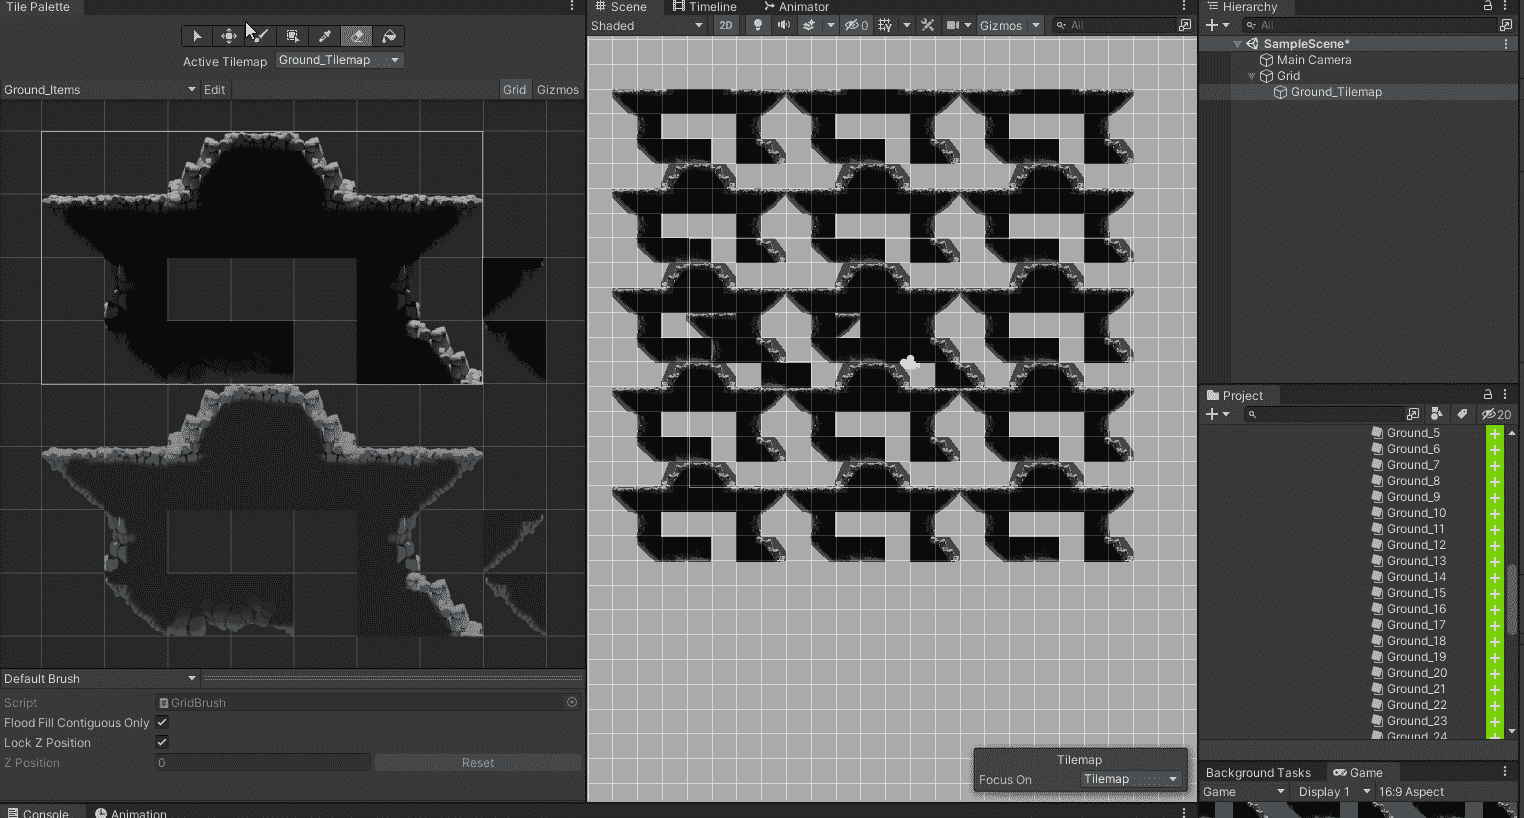 Tile Palette
Active Tilemap
Ground_Tilemap
Ground_Items
Edit
Grid
Gizmos
Default Brush
Script
GridBrush
Flood Fill Contiguous Only
Lock Z Position
Z Position
0
Reset
Console
Animation
Scene
Timeline
Animator
Shaded
2D
0
Gizmos
All
Tilemap
Focus On
Tilemap
Hierarchy
All
SampleScene*
Main Camera
Grid
Ground_Tilemap
Project
20
Ground_5
Ground_6
Ground_7
Ground_8
Ground_9
Ground_10
Ground_11
Ground_12
Ground_13
Ground_14
Ground_15
Ground_16
Ground_17
Ground_18
Ground_19
Ground_20
Ground_21
Ground_22
Ground_23
Ground_24
Background Tasks
Game
Game
Display 1
16:9 Aspect